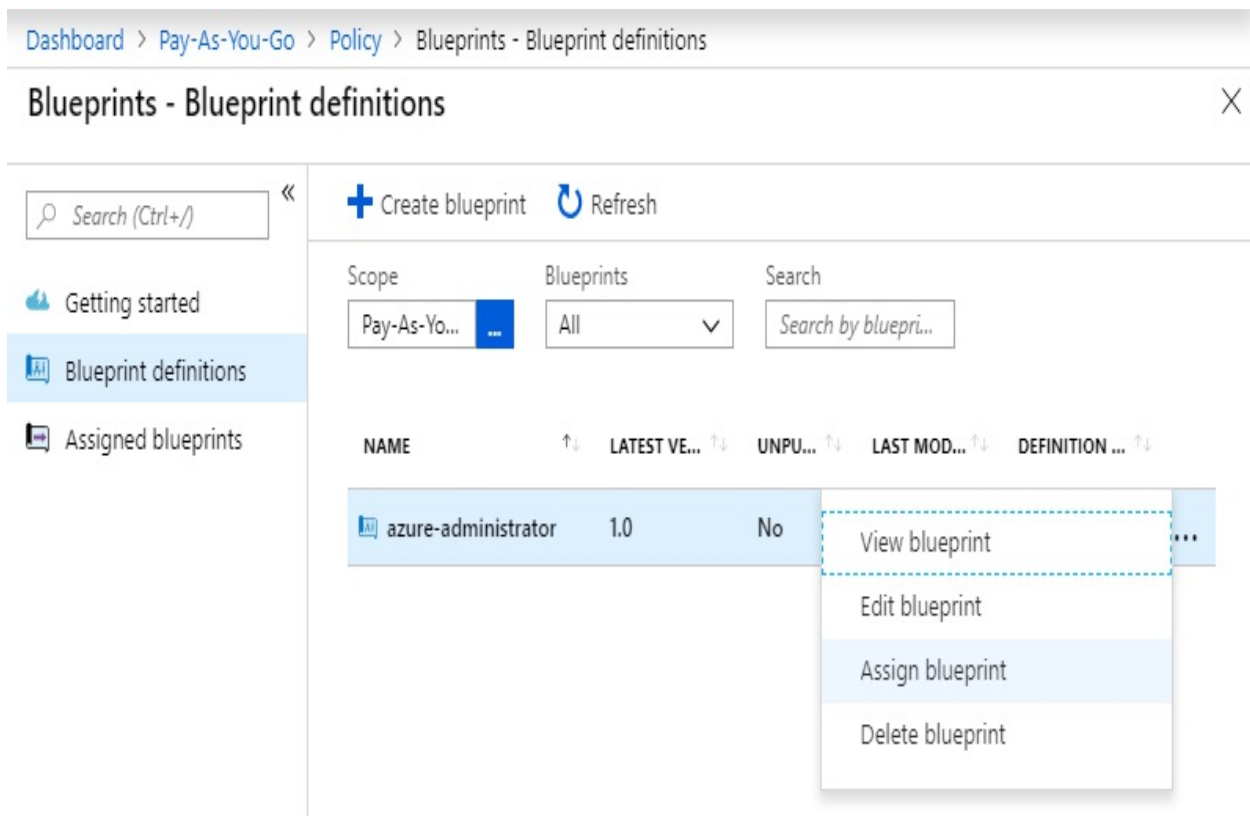 Dashboard > Pay-As-You-Go > Policy > Blueprints - Blueprint definitions
Blueprints - Blueprint definitions
Search (Ctrl+/)
Getting started
Blueprint definitions
Assigned blueprints
Create blueprint Refresh
Scope Blueprints Search
Pay-As-Yo... ... All Search by bluepri...
NAME LATEST VE... UNPU... LAST MOD... DEFINITION ...
azure-administrator 1.0 No ...
View blueprint
Edit blueprint
Assign blueprint
Delete blueprint